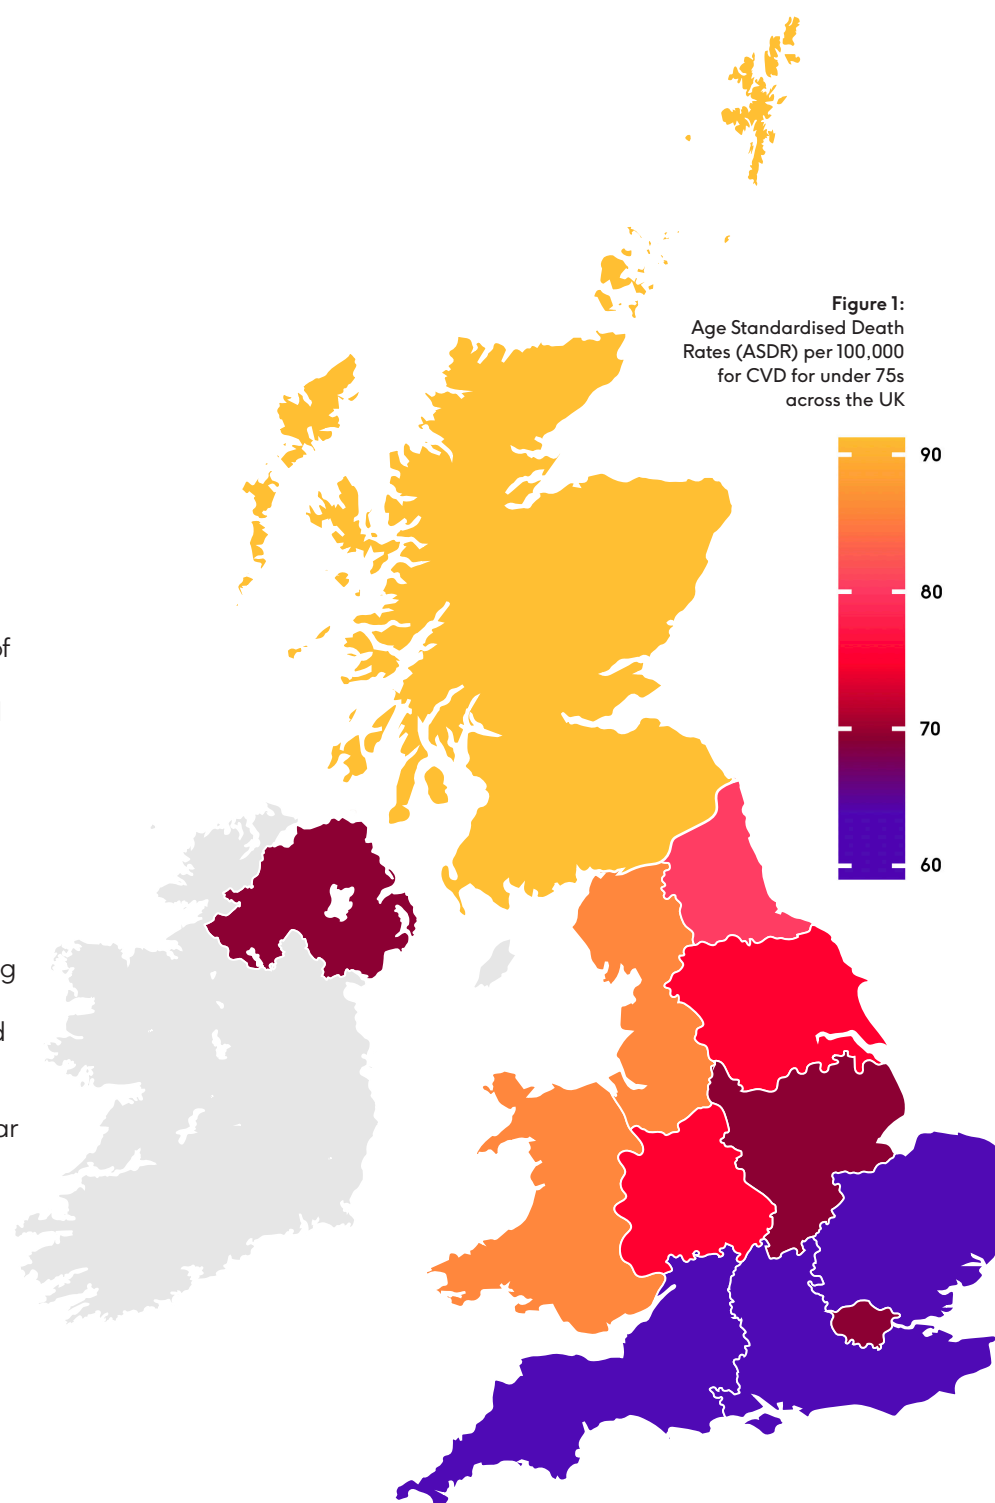 Figure 1:
Age Standardised Death
Rates (ASDR) per 100,000
for CVD for under 75s
across the UK
90
80
70
60